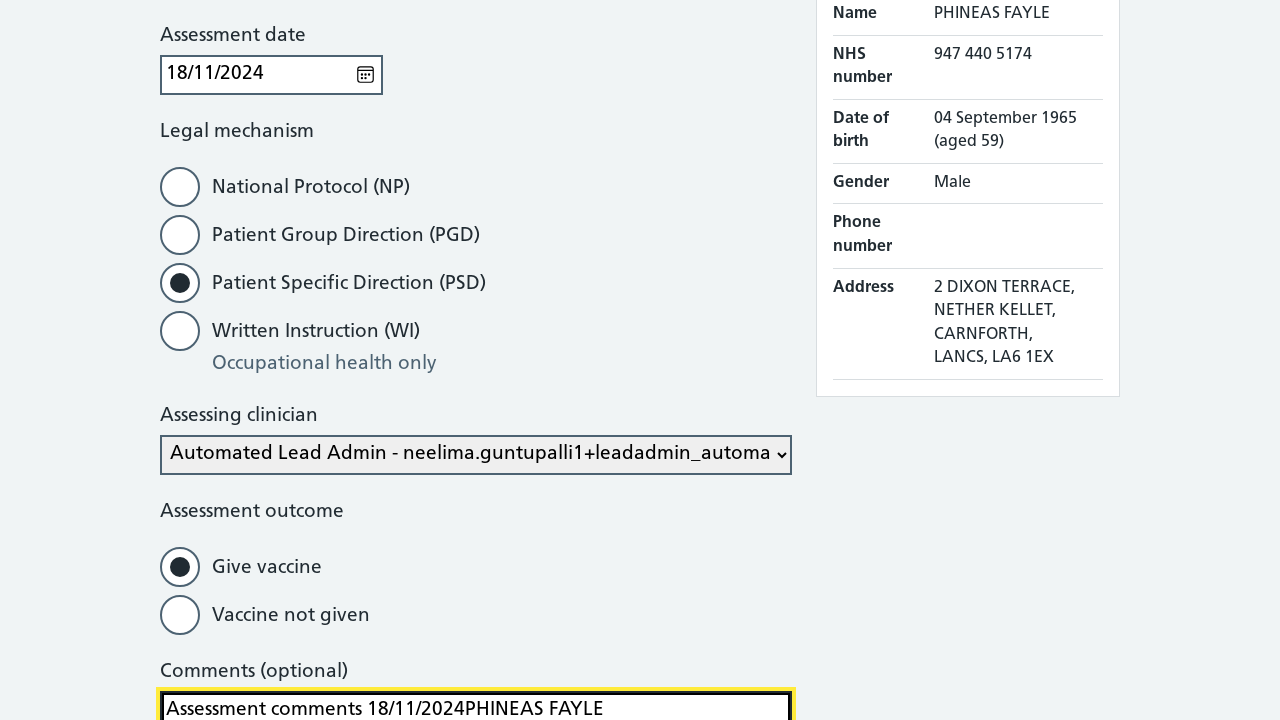 Assessment date
18/11/2024
Legal mechanism
National Protocol (NP)
Patient Group Direction (PGD)
Patient Specific Direction (PSD)
Written Instruction (WI)
Occupational health only
Assessing clinician
Automated Lead Admin - neelima.guntupalli1+leadadmin_automa
Assessment outcome
Give vaccine
Vaccine not given
Comments (optional)
Assessment comments 18/11/2024PHINEAS FAYLE
Name PHINEAS FAYLE
NHS number 947 440 5174
Date of birth 04 September 1965
(aged 59)
Gender Male
Phone number
Address 2 DIXON TERRACE,
NETHER KELLET,
CARNFORTH,
LANCS, LA6 1EX